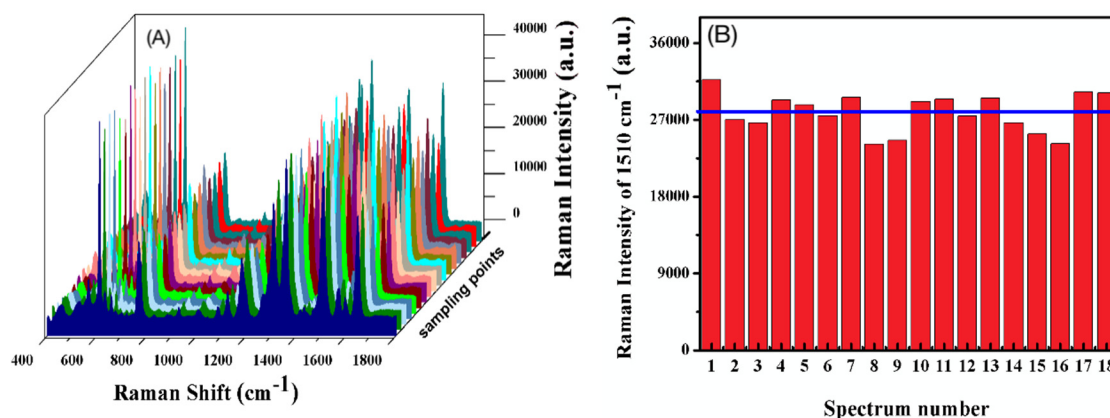 (A)
40000
30000
20000
10000
0
Raman Intensity (a.u.)
sampling points
400 600 800 1000 1200 1400 1600 1800
Raman Shift (cm⁻¹)
(B)
36000
27000
18000
9000
0
Raman Intensity of 1510 cm⁻¹ (a.u.)
1 2 3 4 5 6 7 8 9 10 11 12 13 14 15 16 17 18
Spectrum number